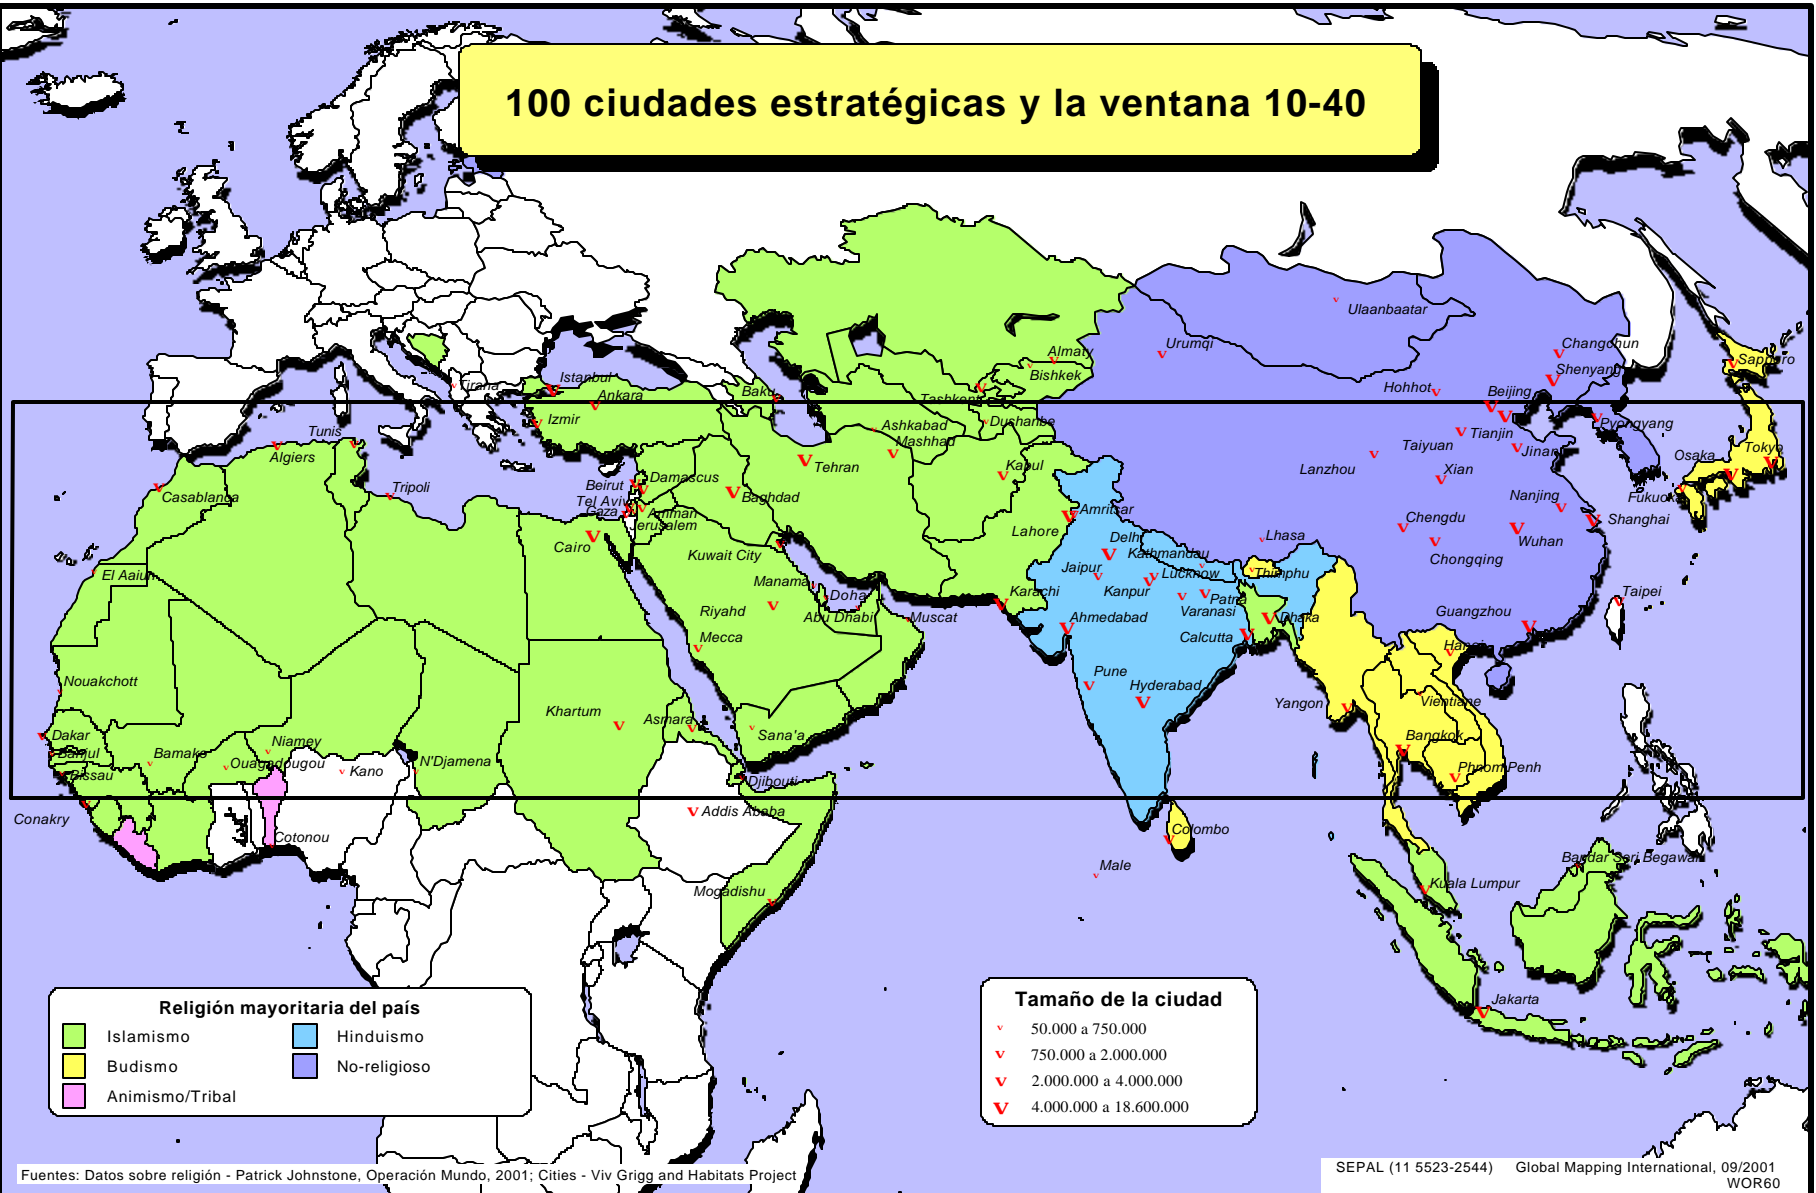 100 ciudades estratégicas y la ventana 10-40
Ulaanbaatar
Urumqi
Changchun
Almaty
Sapporo
Bishkek
Shenyang
Tirana
Istanbul
Hohhot
Beijing
Baku
Ankara
Tashkent
Izmir
Ashkabad
Dushanbe
Pyongyang
Tunis
Mashhad
Taiyuan
Tianjin
Tokyo
Algiers
Jinan
Osaka
Tehran
Kabul
Lanzhou
Xian
Damascus
Beirut
Casablanca
Tripoli
Baghdad
Nanjing
Fukuoka
Tel Aviv
Gaza
Amman
Amritsar
Jerusalem
Lahore
Chengdu
Shanghai
Cairo
Delhi
Lhasa
Wuhan
Kuwait City
Kathmandu
Chongqing
El Aaiun
Jaipur
Lucknow
Thimphu
Manama
Doha
Karachi
Kanpur
Patna
Taipei
Riyahd
Abu Dhabi
Muscat
Varanasi
Guangzhou
Ahmedabad
Dhaka
Mecca
Calcutta
Hanoi
Nouakchott
Pune
Hyderabad
Khartum
Asmara
Yangon
Vientiane
Dakar
Sana'a
Bangkok
Banjul
Bamako
Niamey
Ouagadougou
Kano
N'Djamena
Bissau
Djibouti
Phnom Penh
Conakry
Addis Ababa
Cotonou
Colombo
Male
Bandar Seri Begawan
Mogadishu
Kuala Lumpur
Jakarta
Religión mayoritaria del país
Islamismo
Hinduismo
Budismo
No-religioso
Animismo/Tribal
Tamaño de la ciudad
50.000 a 750.000
750.000 a 2.000.000
2.000.000 a 4.000.000
4.000.000 a 18.600.000
Fuentes: Datos sobre religión - Patrick Johnstone, Operación Mundo, 2001; Cities - Viv Grigg and Habitats Project
SEPAL (11 5523-2544) Global Mapping International, 09/2001
WOR60